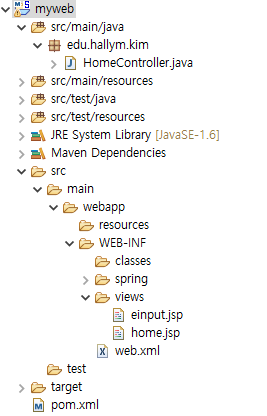 myweb
src/main/java
edu.hallym.kim
HomeController.java
src/main/resources
src/test/java
src/test/resources
JRE System Library [JavaSE-1.6]
Maven Dependencies
src
main
webapp
resources
WEB-INF
classes
spring
views
einput.jsp
home.jsp
web.xml
test
target
pom.xml